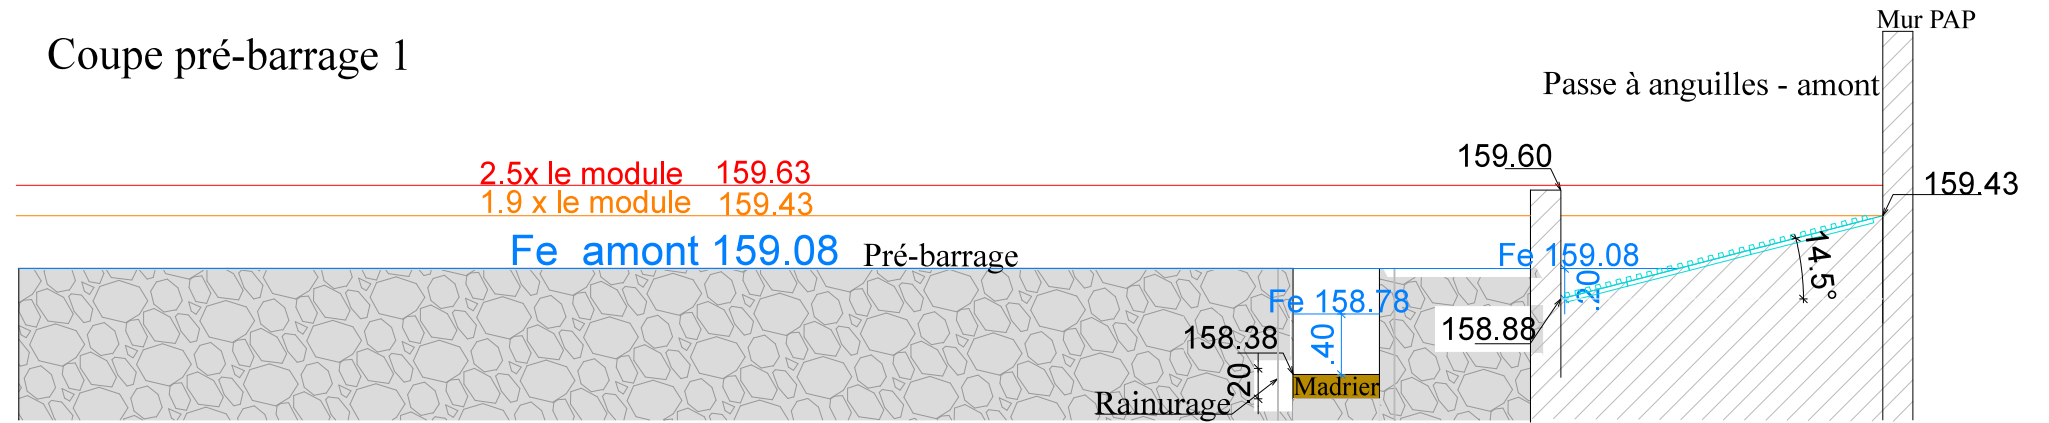 Mur PAP
Coupe pré-barrage 1
Passe à anguilles - amont
159.60
2.5x le module 159.63
159.43
1.9 x le module 159.43
Fe amont 159.08
Pré-barrage
Fe 159.08
14.5°
.20
Fe 158.78
158.38
.40
158.88
.20
Madrier
Rainurage